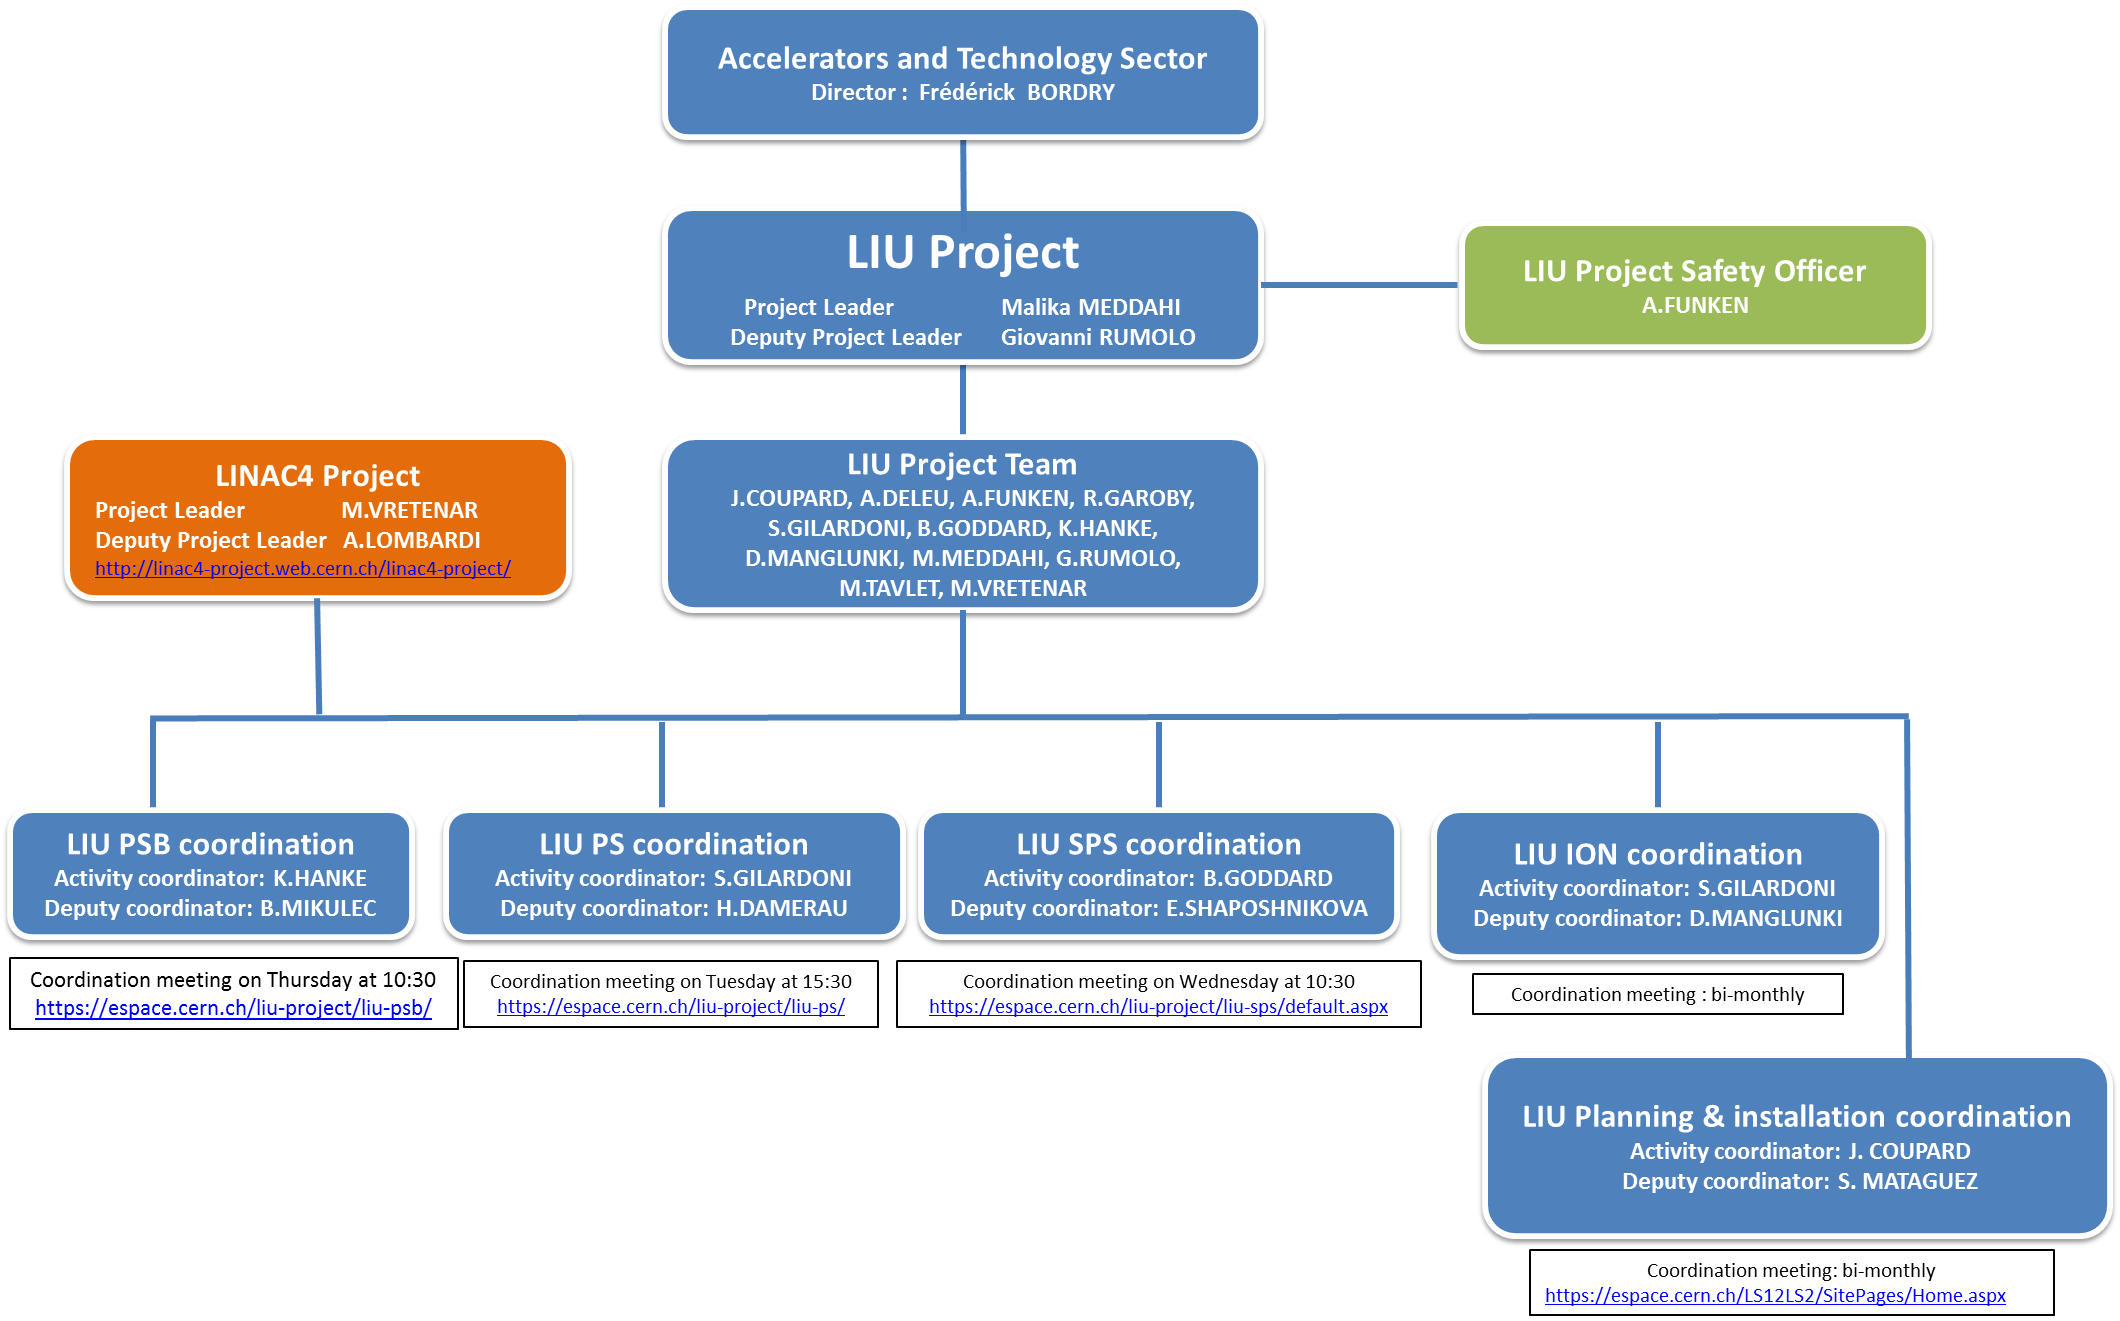 Accelerators and Technology Sector
Director : Frédérick BORDRY
LIU Project
Project Leader Malika MEDDAHI
Deputy Project Leader Giovanni RUMOLO
LIU Project Safety Officer
A.FUNKEN
LINAC4 Project
Project Leader M.VRETENAR
Deputy Project Leader A.LOMBARDI
http://linac4-project.web.cern.ch/linac4-project/
LIU Project Team
J.COUPARD, A.DELEU, A.FUNKEN, R.GAROBY,
S.GILARDONI, B.GODDARD, K.HANKE,
D.MANGLUNKI, M.MEDDAHI, G.RUMOLO,
M.TAVLET, M.VRETENAR
LIU PSB coordination
Activity coordinator: K.HANKE
Deputy coordinator: B.MIKULEC
Coordination meeting on Thursday at 10:30
https://espace.cern.ch/liu-project/liu-psb/
LIU PS coordination
Activity coordinator: S.GILARDONI
Deputy coordinator: H.DAMERAU
Coordination meeting on Tuesday at 15:30
https://espace.cern.ch/liu-project/liu-ps/
LIU SPS coordination
Activity coordinator: B.GODDARD
Deputy coordinator: E.SHAPOSHNIKOVA
Coordination meeting on Wednesday at 10:30
https://espace.cern.ch/liu-project/liu-sps/default.aspx
LIU ION coordination
Activity coordinator: S.GILARDONI
Deputy coordinator: D.MANGLUNKI
Coordination meeting : bi-monthly
LIU Planning & installation coordination
Activity coordinator: J. COUPARD
Deputy coordinator: S. MATAGUEZ
Coordination meeting: bi-monthly
https://espace.cern.ch/LS12LS2/SitePages/Home.aspx